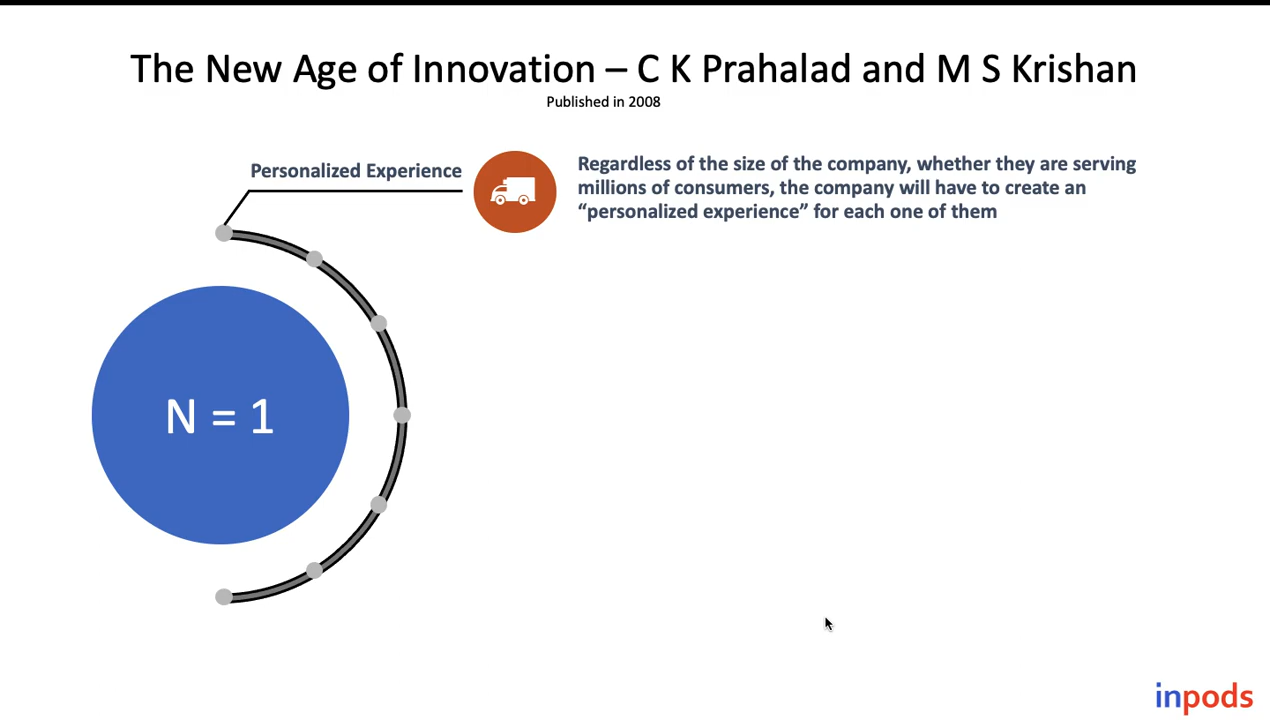 The New Age of Innovation – C K Prahalad and M S Krishan
Published in 2008
Personalized Experience
Regardless of the size of the company, whether they are serving
millions of consumers, the company will have to create an
“personalized experience” for each one of them
N = 1
inpods